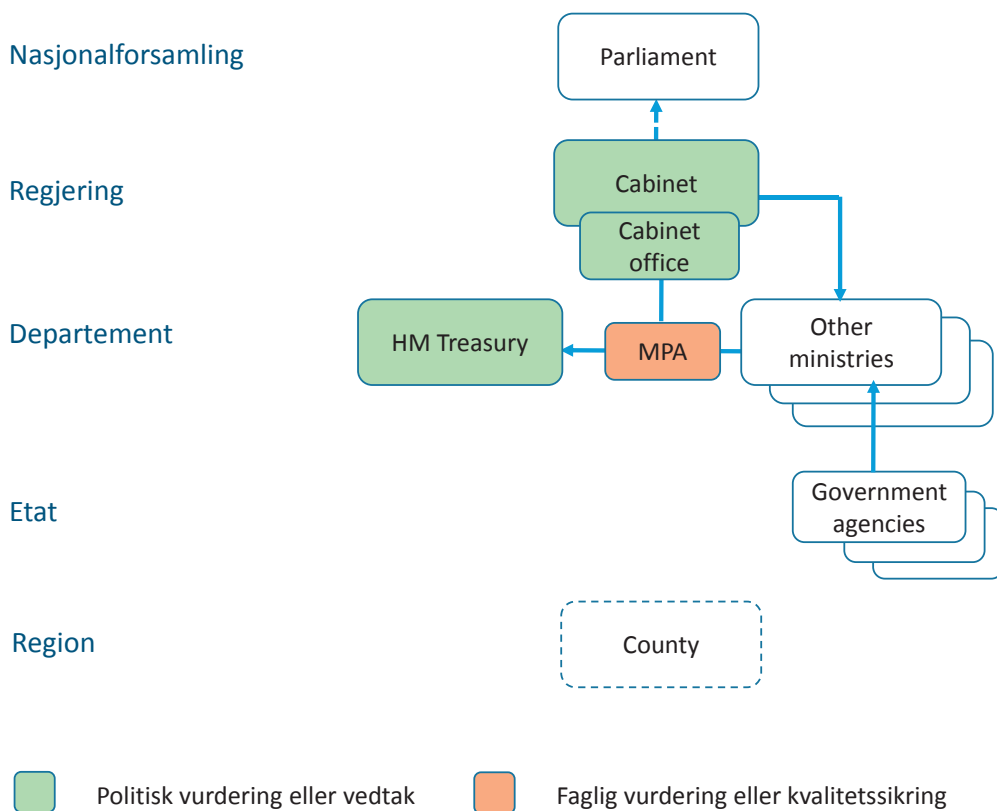 Nasjonalforsamling
Parliament
Regjering
Cabinet
Cabinet
office
Departement
HM Treasury
MPA
Other
ministries
Etat
Government
agencies
Region
County
Politisk vurdering eller vedtak
Faglig vurdering eller kvalitetssikring